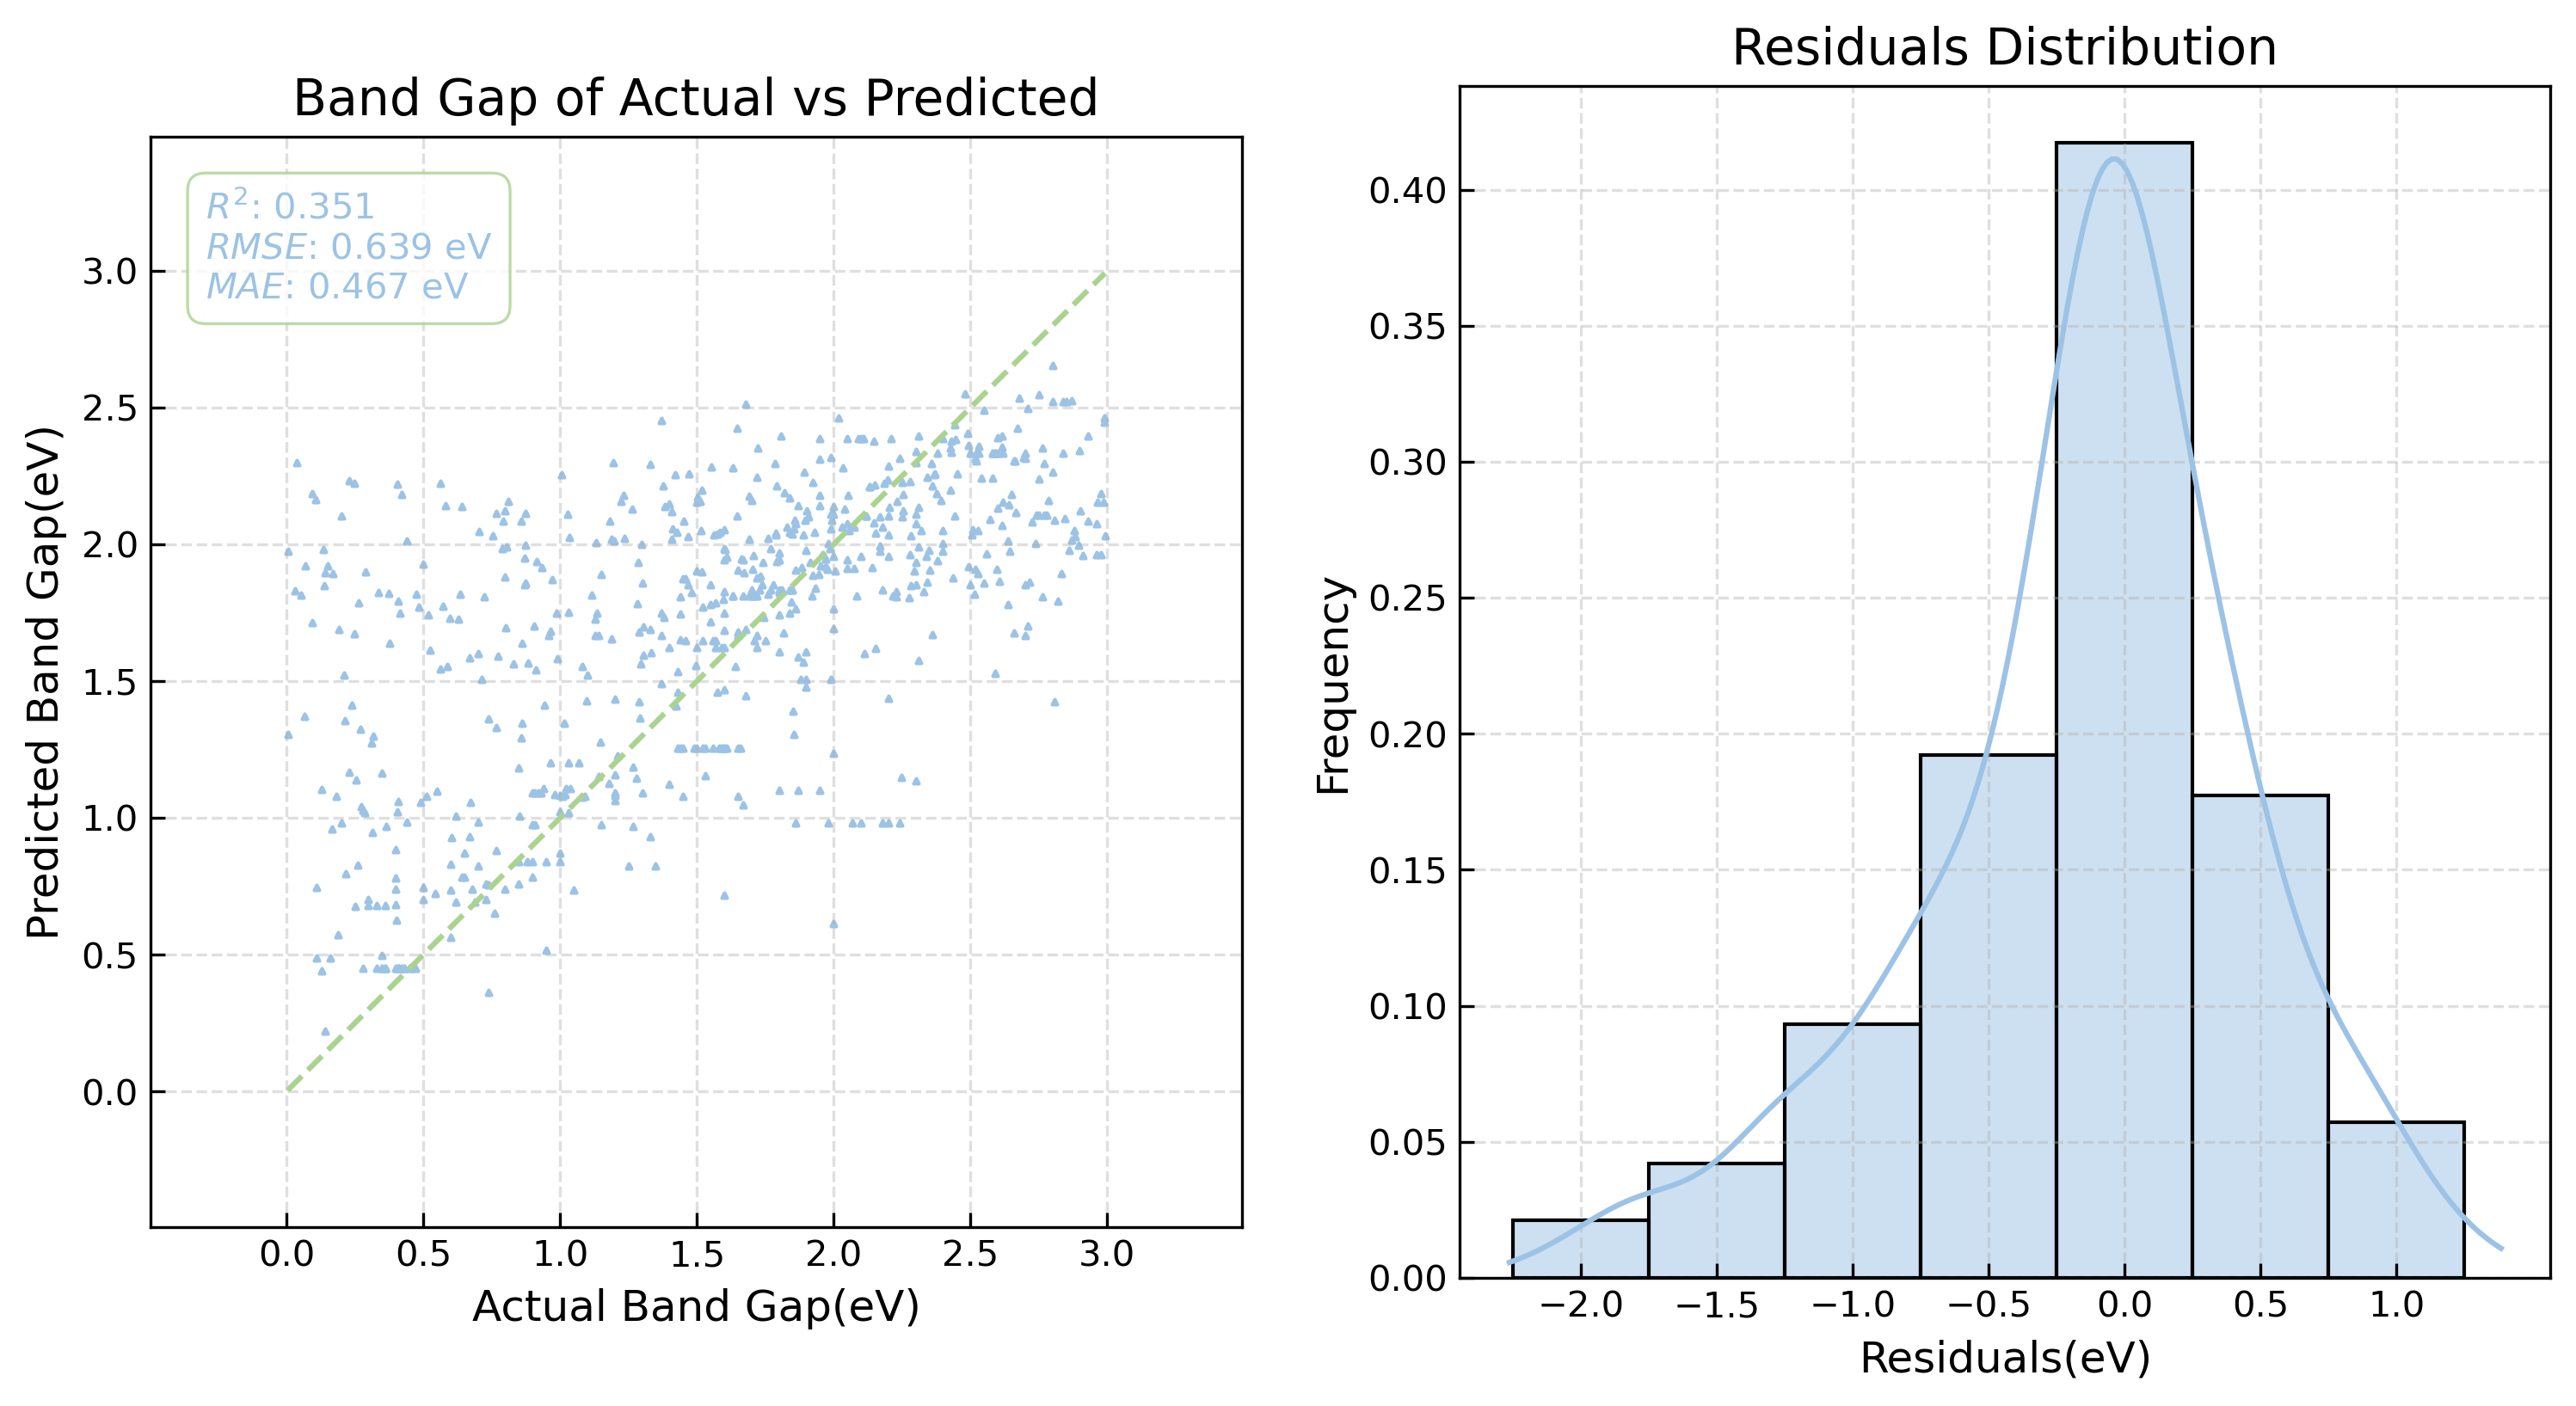 Band Gap of Actual vs Predicted
R²: 0.351
RMSE: 0.639 eV
MAE: 0.467 eV
3.0
2.5
2.0
1.5
1.0
0.5
0.0
Predicted Band Gap(eV)
0.0 0.5 1.0 1.5 2.0 2.5 3.0
Actual Band Gap(eV)
Residuals Distribution
0.40
0.35
0.30
0.25
0.20
0.15
0.10
0.05
0.00
Frequency
−2.0 −1.5 −1.0 −0.5 0.0 0.5 1.0
Residuals(eV)